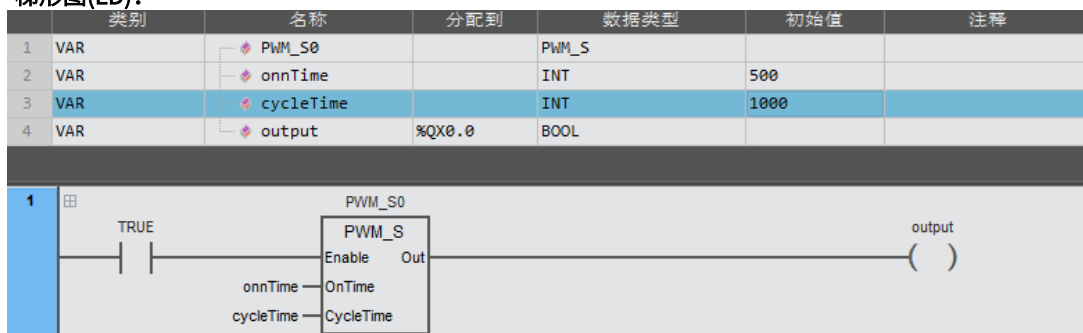 梯形图(LD)：
类别 名称 分配到 数据类型 初始值 注释
1 VAR PWM_S0 PWM_S
2 VAR onnTime INT 500
3 VAR cycleTime INT 1000
4 VAR output %QX0.0 BOOL
1
PWM_S0
TRUE PWM_S output
Enable Out
onnTime OnTime
cycleTime CycleTime